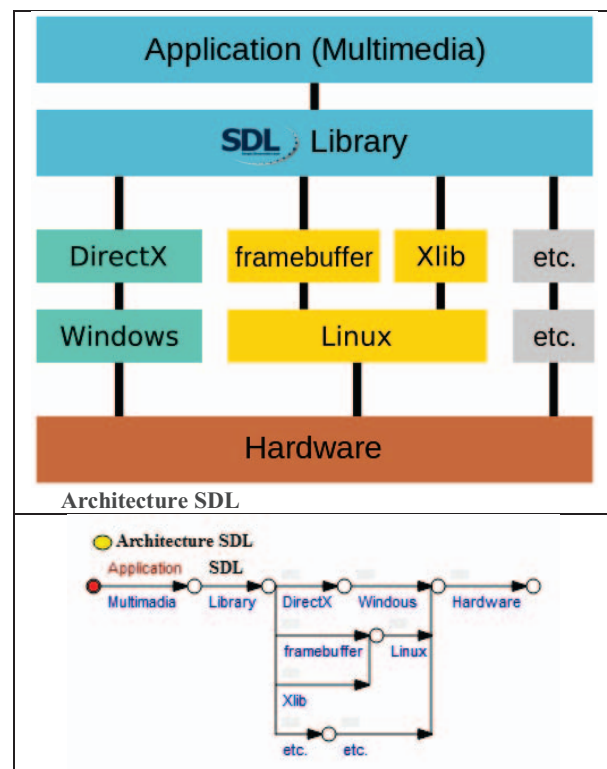 Application (Multimedia)
SDL Library
DirectX framebuffer Xlib etc.
Windows Linux etc.
Hardware
Architecture SDL
Architecture SDL
Application SDL
Multimadia Library DirectX Windous Hardware
framebuffer Linux
Xlib
etc. etc.